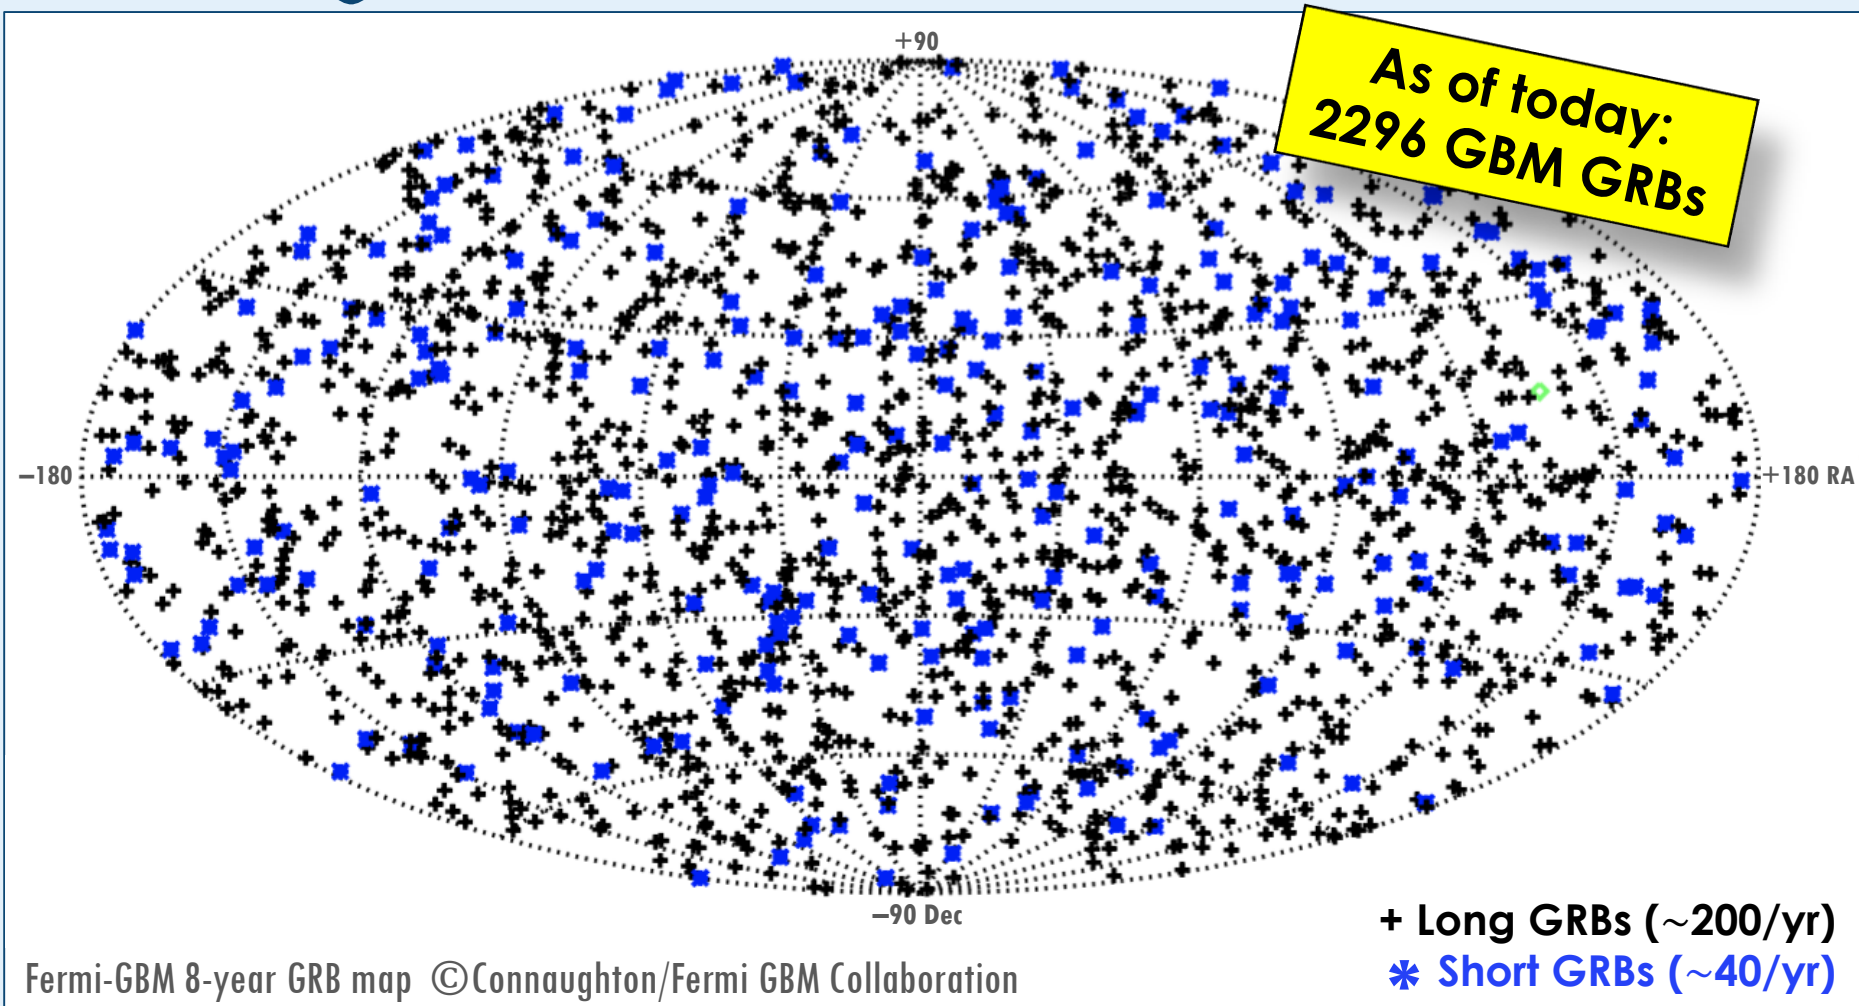 +90
As of today:
2296 GBM GRBs
−180
+180 RA
−90 Dec
+ Long GRBs (~200/yr)
* Short GRBs (~40/yr)
Fermi-GBM 8-year GRB map ©Connaughton/Fermi GBM Collaboration